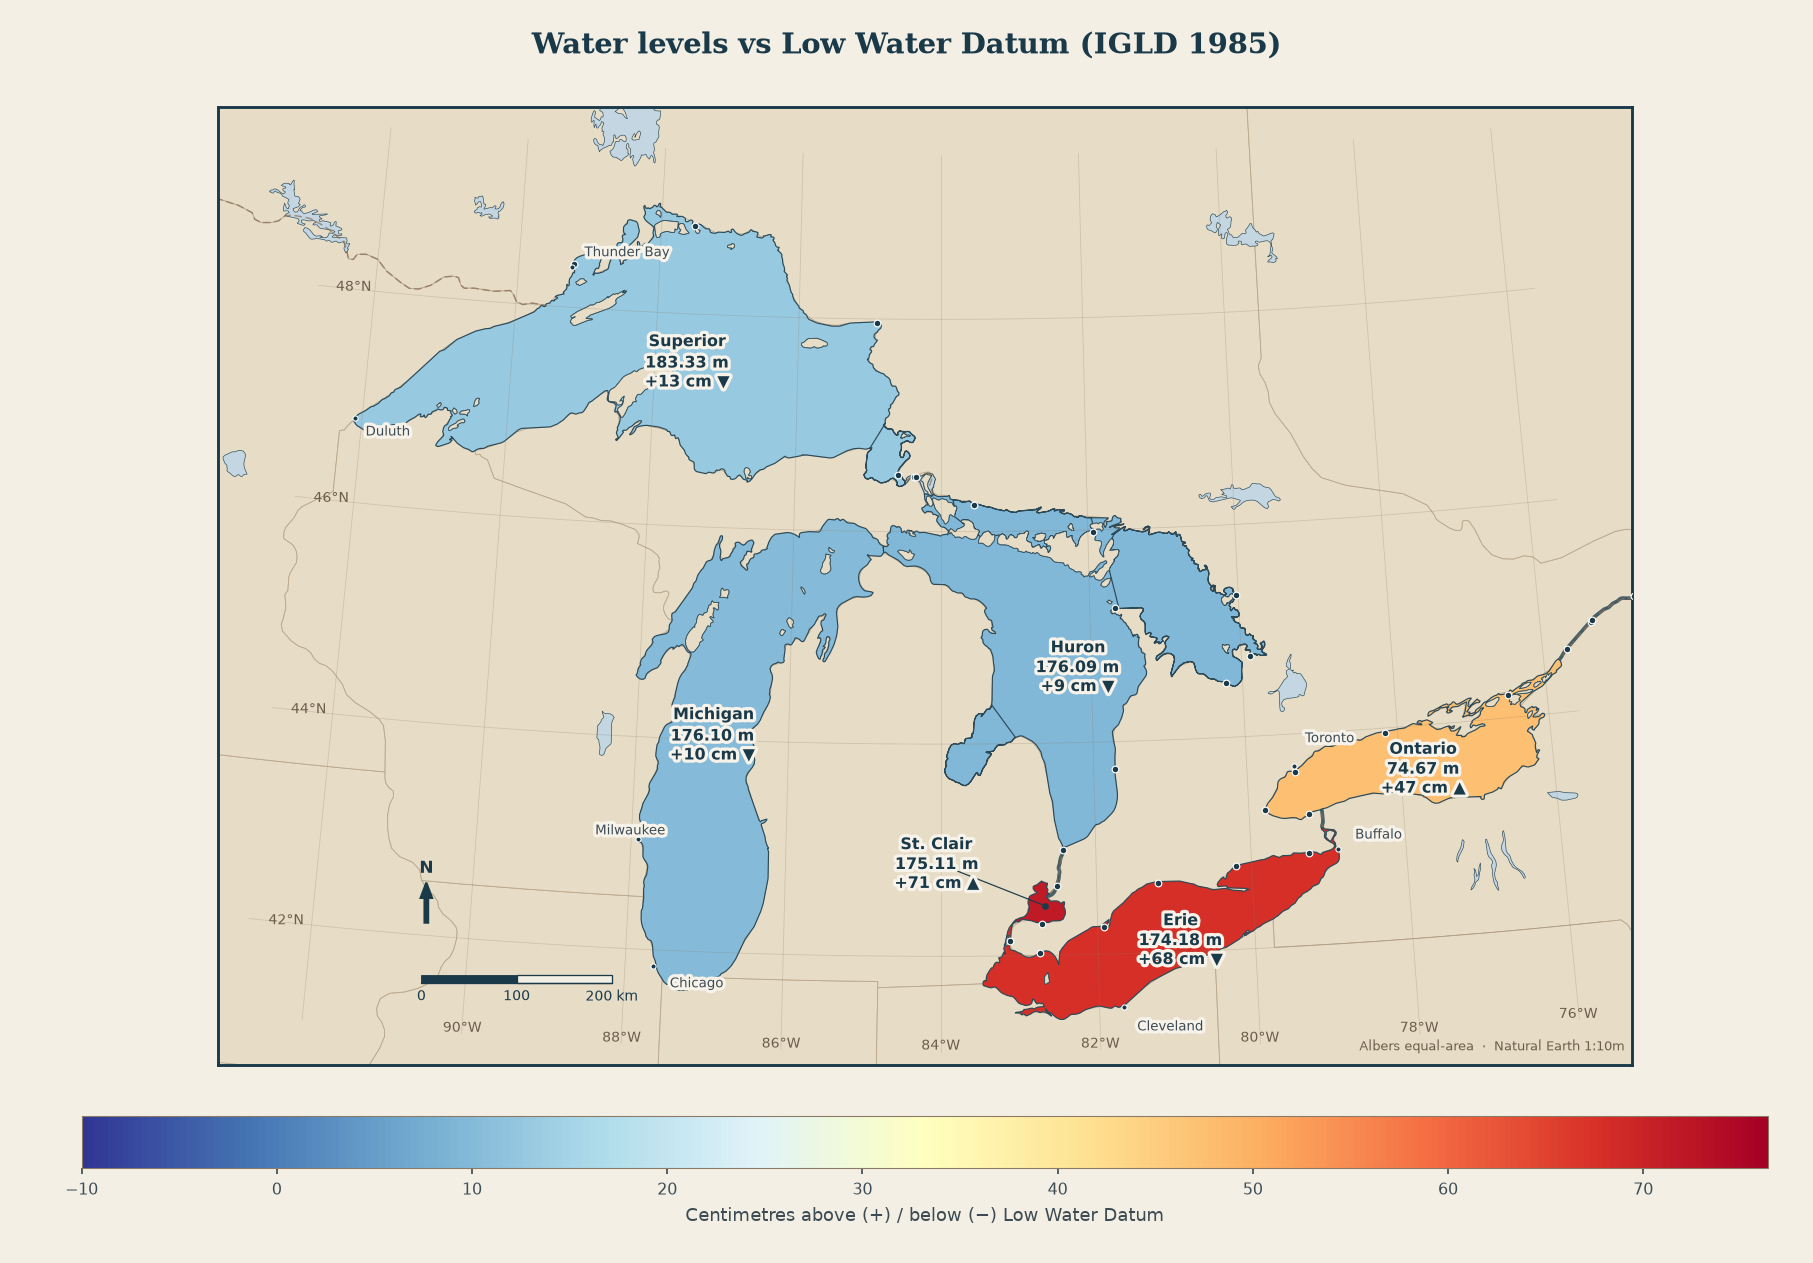 Water levels vs Low Water Datum (IGLD 1985)
Thunder Bay
48°N
Superior
183.33 m
+13 cm ▼
Duluth
46°N
Huron
176.09 m
+9 cm ▼
44°N
Michigan
176.10 m
+10 cm ▼
Toronto
Ontario
74.67 m
+47 cm ▲
Milwaukee
Buffalo
St. Clair
175.11 m
+71 cm ▲
N
42°N
Erie
174.18 m
+68 cm ▼
Chicago
0 100 200 km
Cleveland
90°W 88°W 86°W 84°W 82°W 80°W 78°W 76°W
Albers equal-area · Natural Earth 1:10m
−10 0 10 20 30 40 50 60 70
Centimetres above (+) / below (−) Low Water Datum